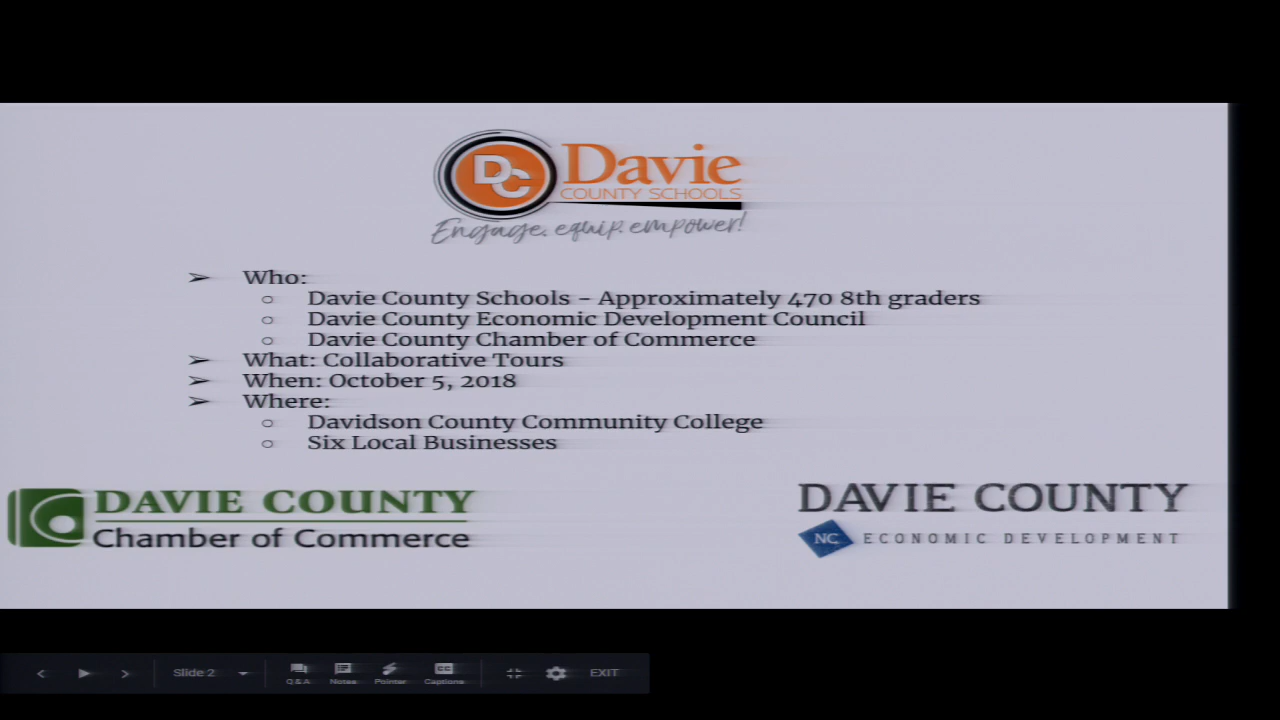 DC Davie
COUNTY SCHOOLS
Engage. equip. empower!
➢ Who:
○ Davie County Schools - Approximately 470 8th graders
○ Davie County Economic Development Council
○ Davie County Chamber of Commerce
➢ What: Collaborative Tours
➢ When: October 5, 2018
➢ Where:
○ Davidson County Community College
○ Six Local Businesses
DAVIE COUNTY
Chamber of Commerce
DAVIE COUNTY
NC ECONOMIC DEVELOPMENT
Slide 2
Q & A Notes Pointer CC Captions EXIT